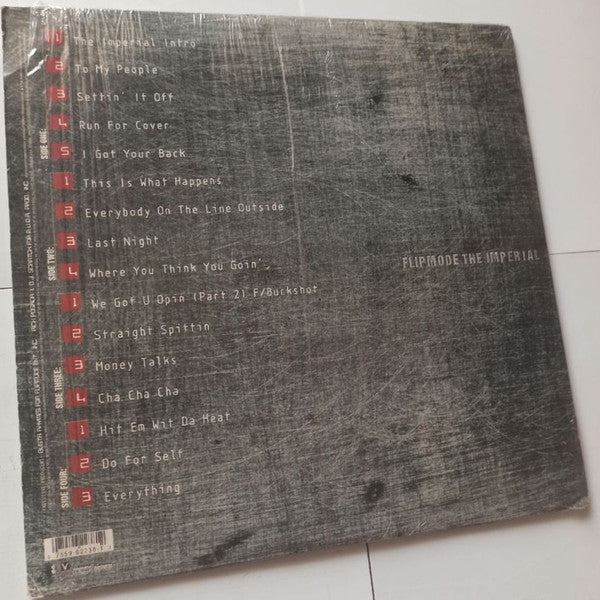 SIDE ONE:
1 The Imperial Intro
2 To My People
3 Settin' It Off
4 Run For Cover
5 I Got Your Back
SIDE TWO:
1 This Is What Happens
2 Everybody On The Line Outside
3 Last Night
4 Where You Think You Goin'
SIDE THREE:
1 We Got U Opin (Part 2) F/Buckshot
2 Straight Spittin
3 Money Talks
4 Cha Cha Cha
SIDE FOUR:
1 Hit Em Wit Da Heat
2 Do For Self
3 Everything
FLIPMODE THE IMPERIAL